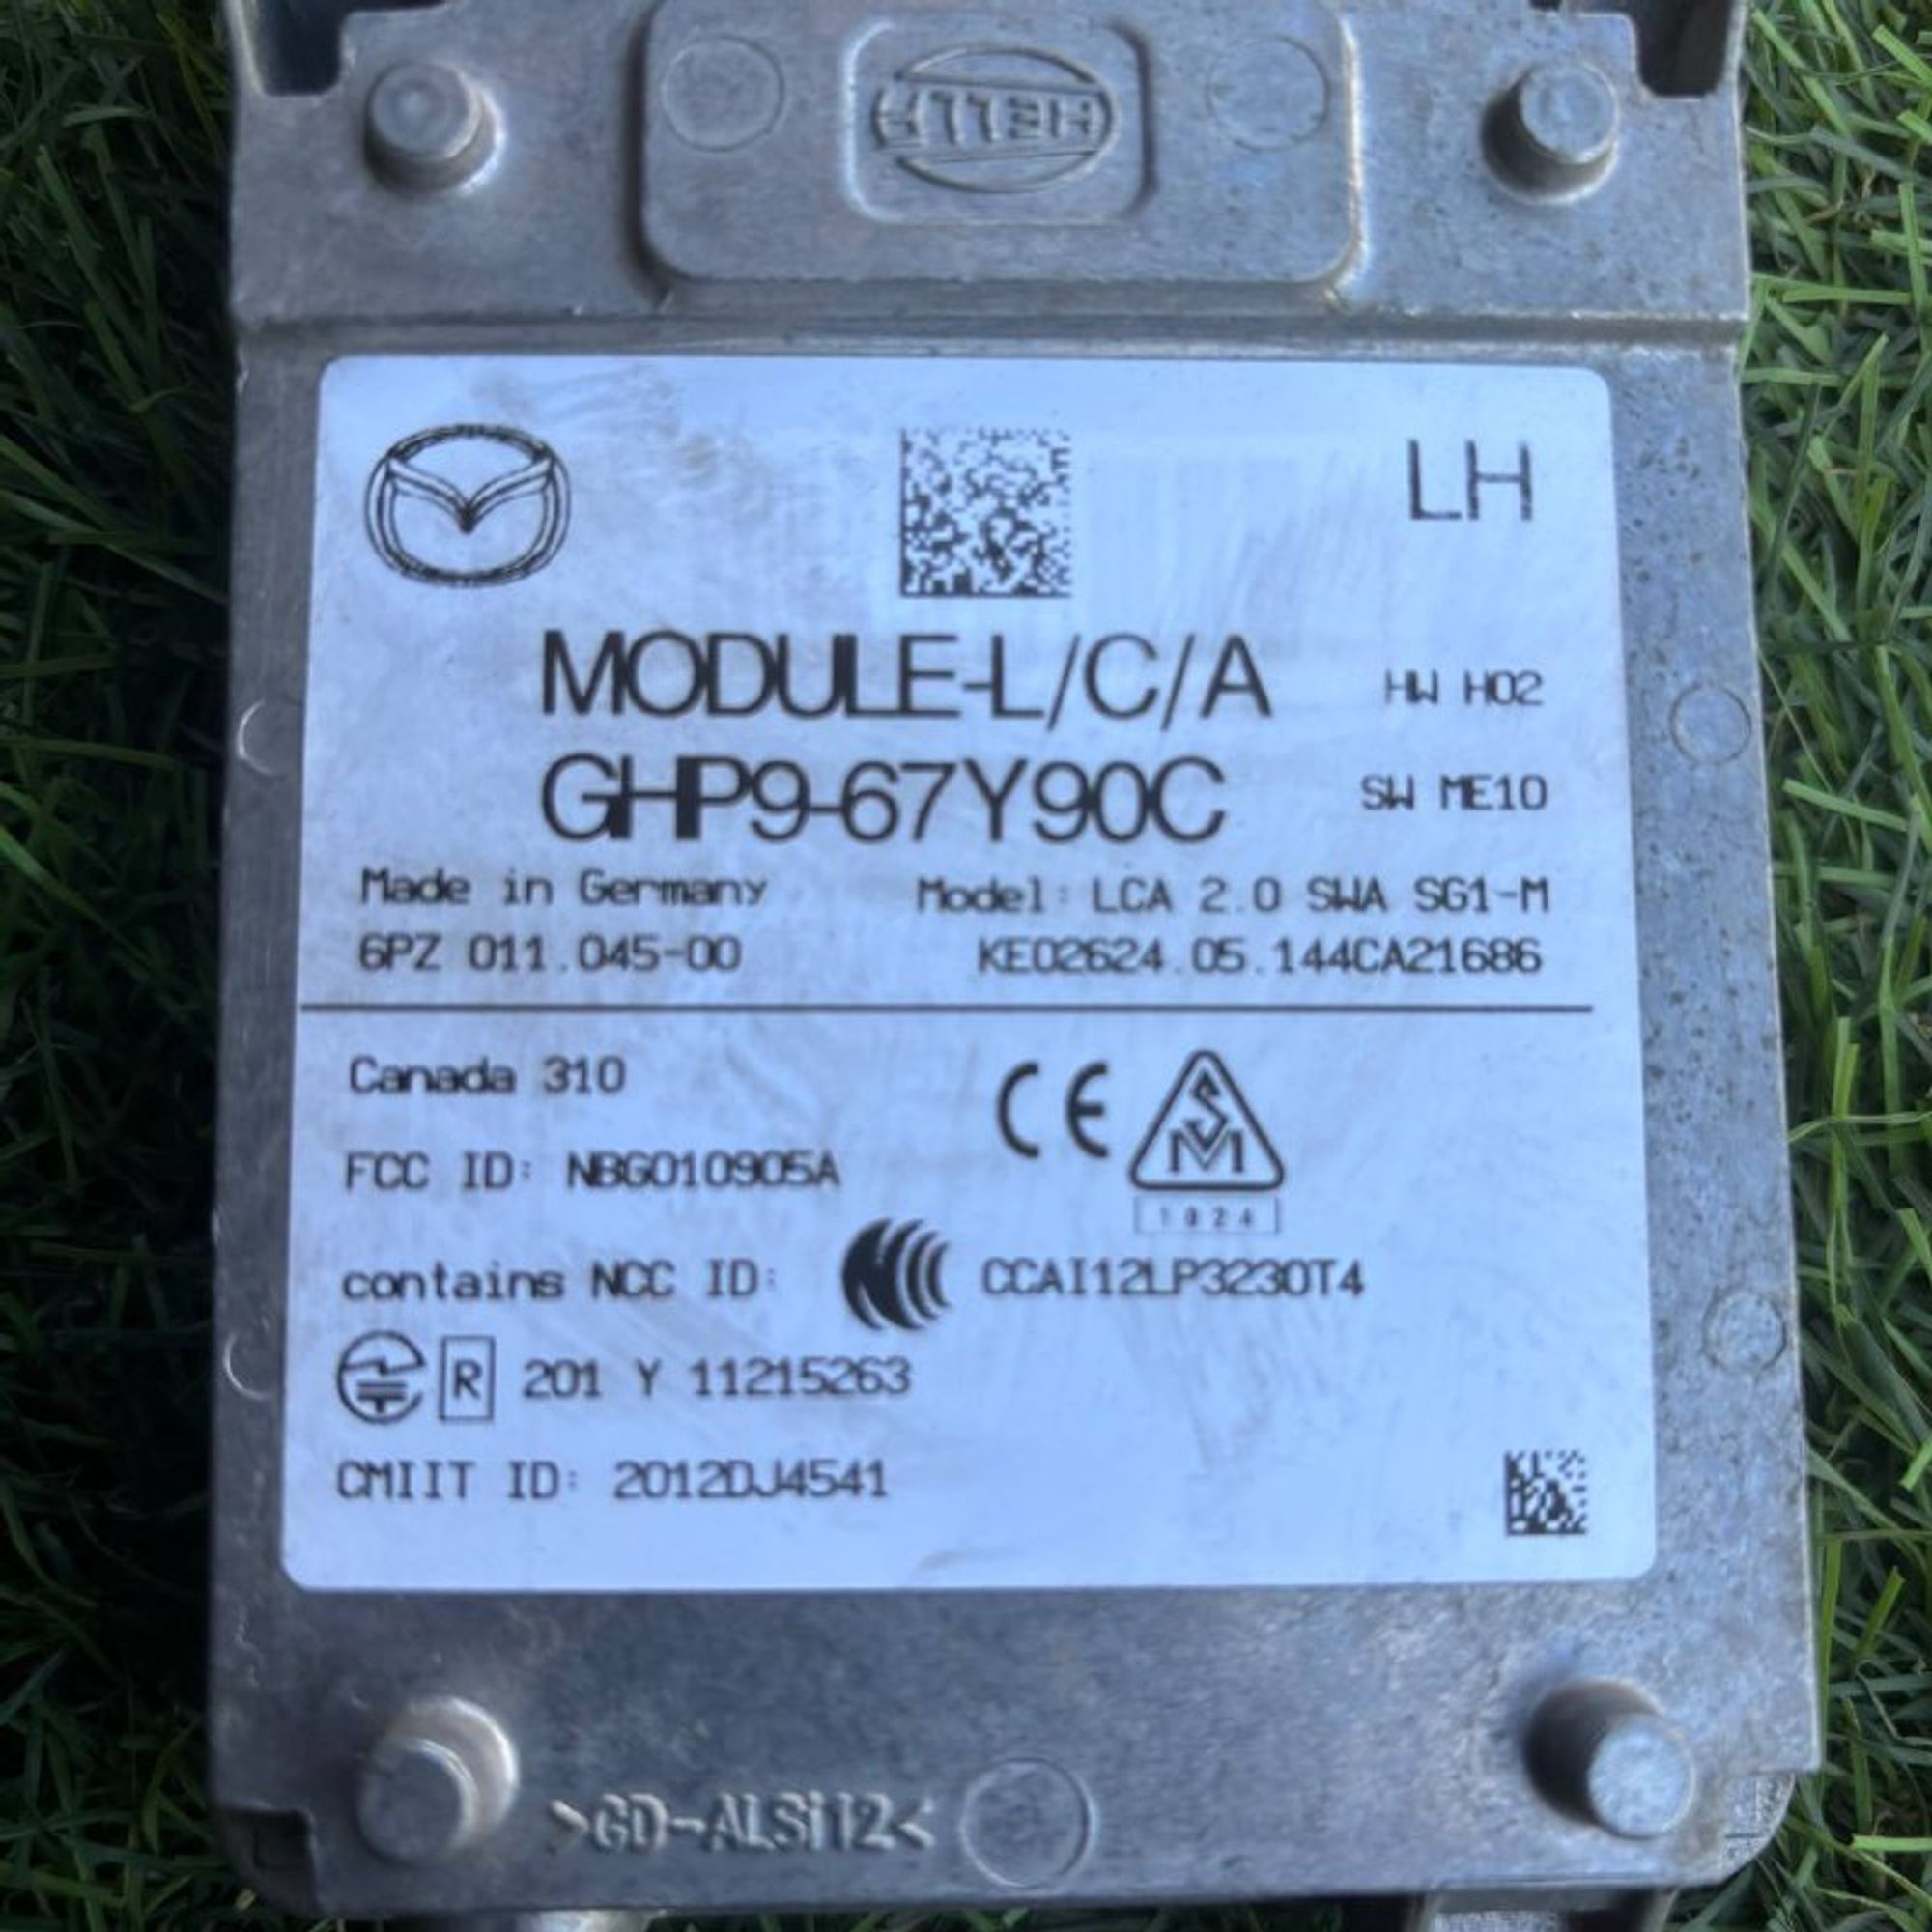 HELLA
LH
MODULE-L/C/A HW H02
GHP9-67Y90C SW ME10
Made in Germany Model: LCA 2.0 SWA SG1-M
6PZ 011.045-00 KE02624.05.144CA21686
Canada 310
CE SM
FCC ID: NBG010905A
1024
contains NCC ID: N CCAI12LP3230T4
R 201 Y 11215263
CMIIT ID: 2012DJ4541
>GD-ALSi12<